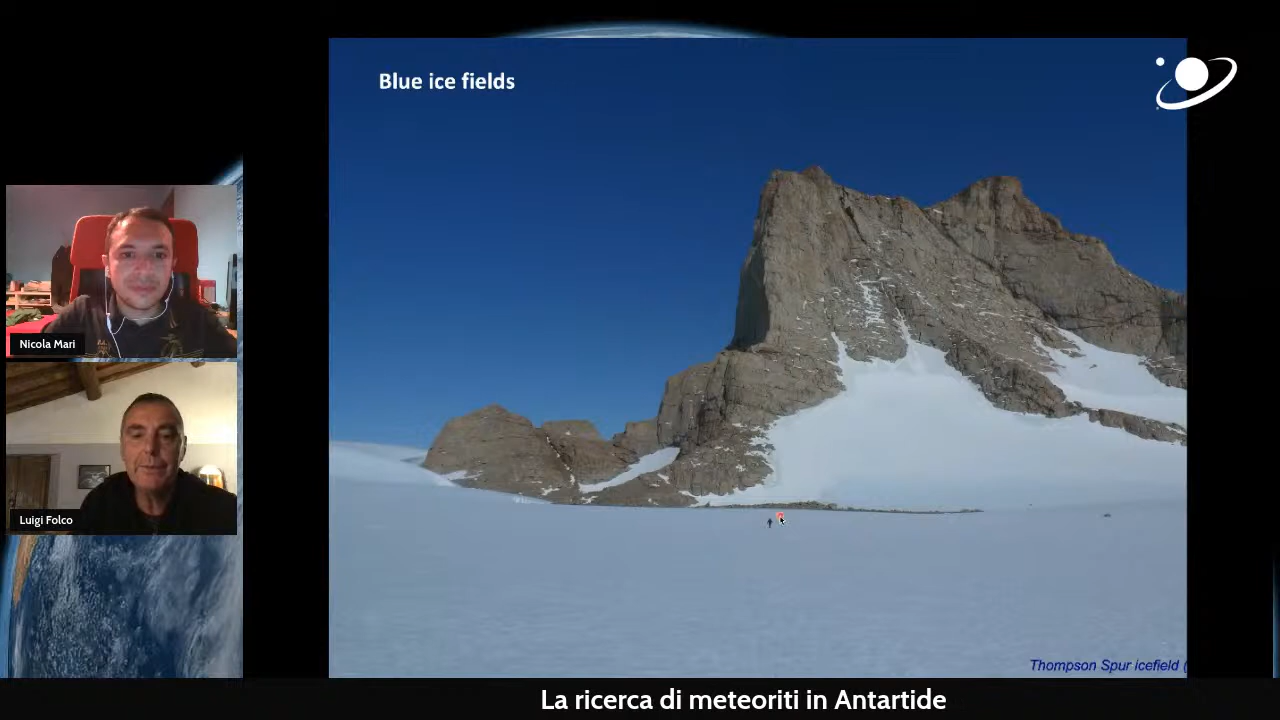 Blue ice fields
Nicola Mari
Luigi Folco
Thompson Spur icefield (
La ricerca di meteoriti in Antartide